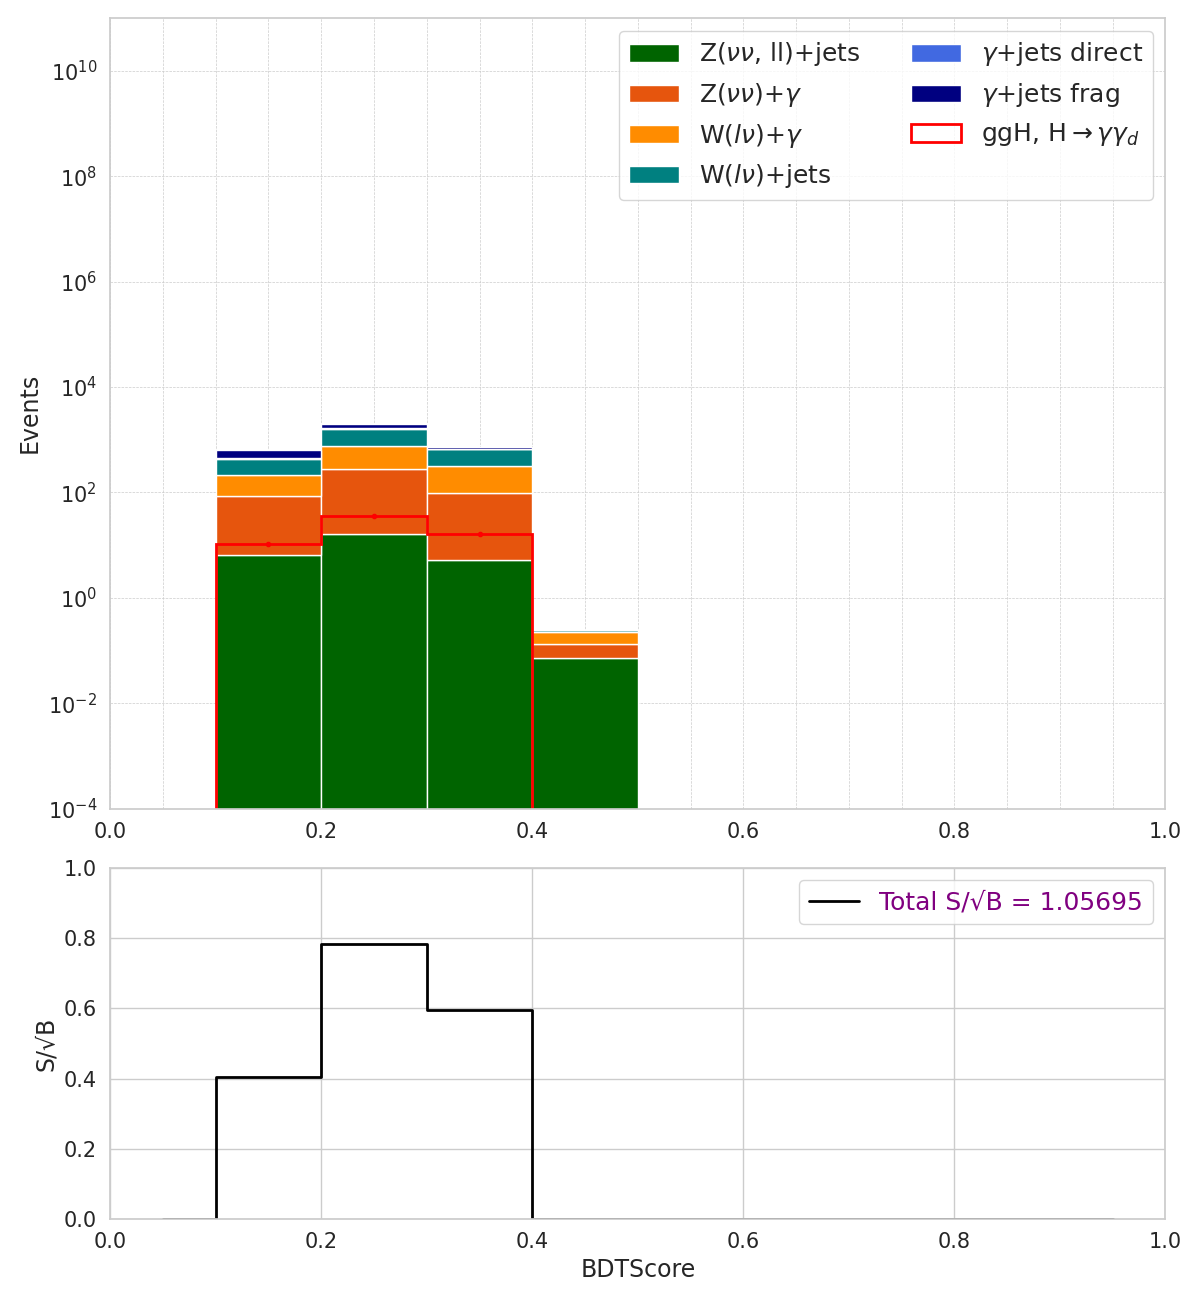 Z(νν, ll)+jets
Z(νν)+γ
W(lν)+γ
W(lν)+jets
γ+jets direct
γ+jets frag
ggH, H→γγ_d
Events
10^10
10^8
10^6
10^4
10^2
10^0
10^−2
10^−4
0.0 0.2 0.4 0.6 0.8 1.0
Total S/√B = 1.05695
S/√B
1.0
0.8
0.6
0.4
0.2
0.0
0.0 0.2 0.4 0.6 0.8 1.0
BDTScore